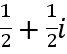 1/2 + 1/2 i